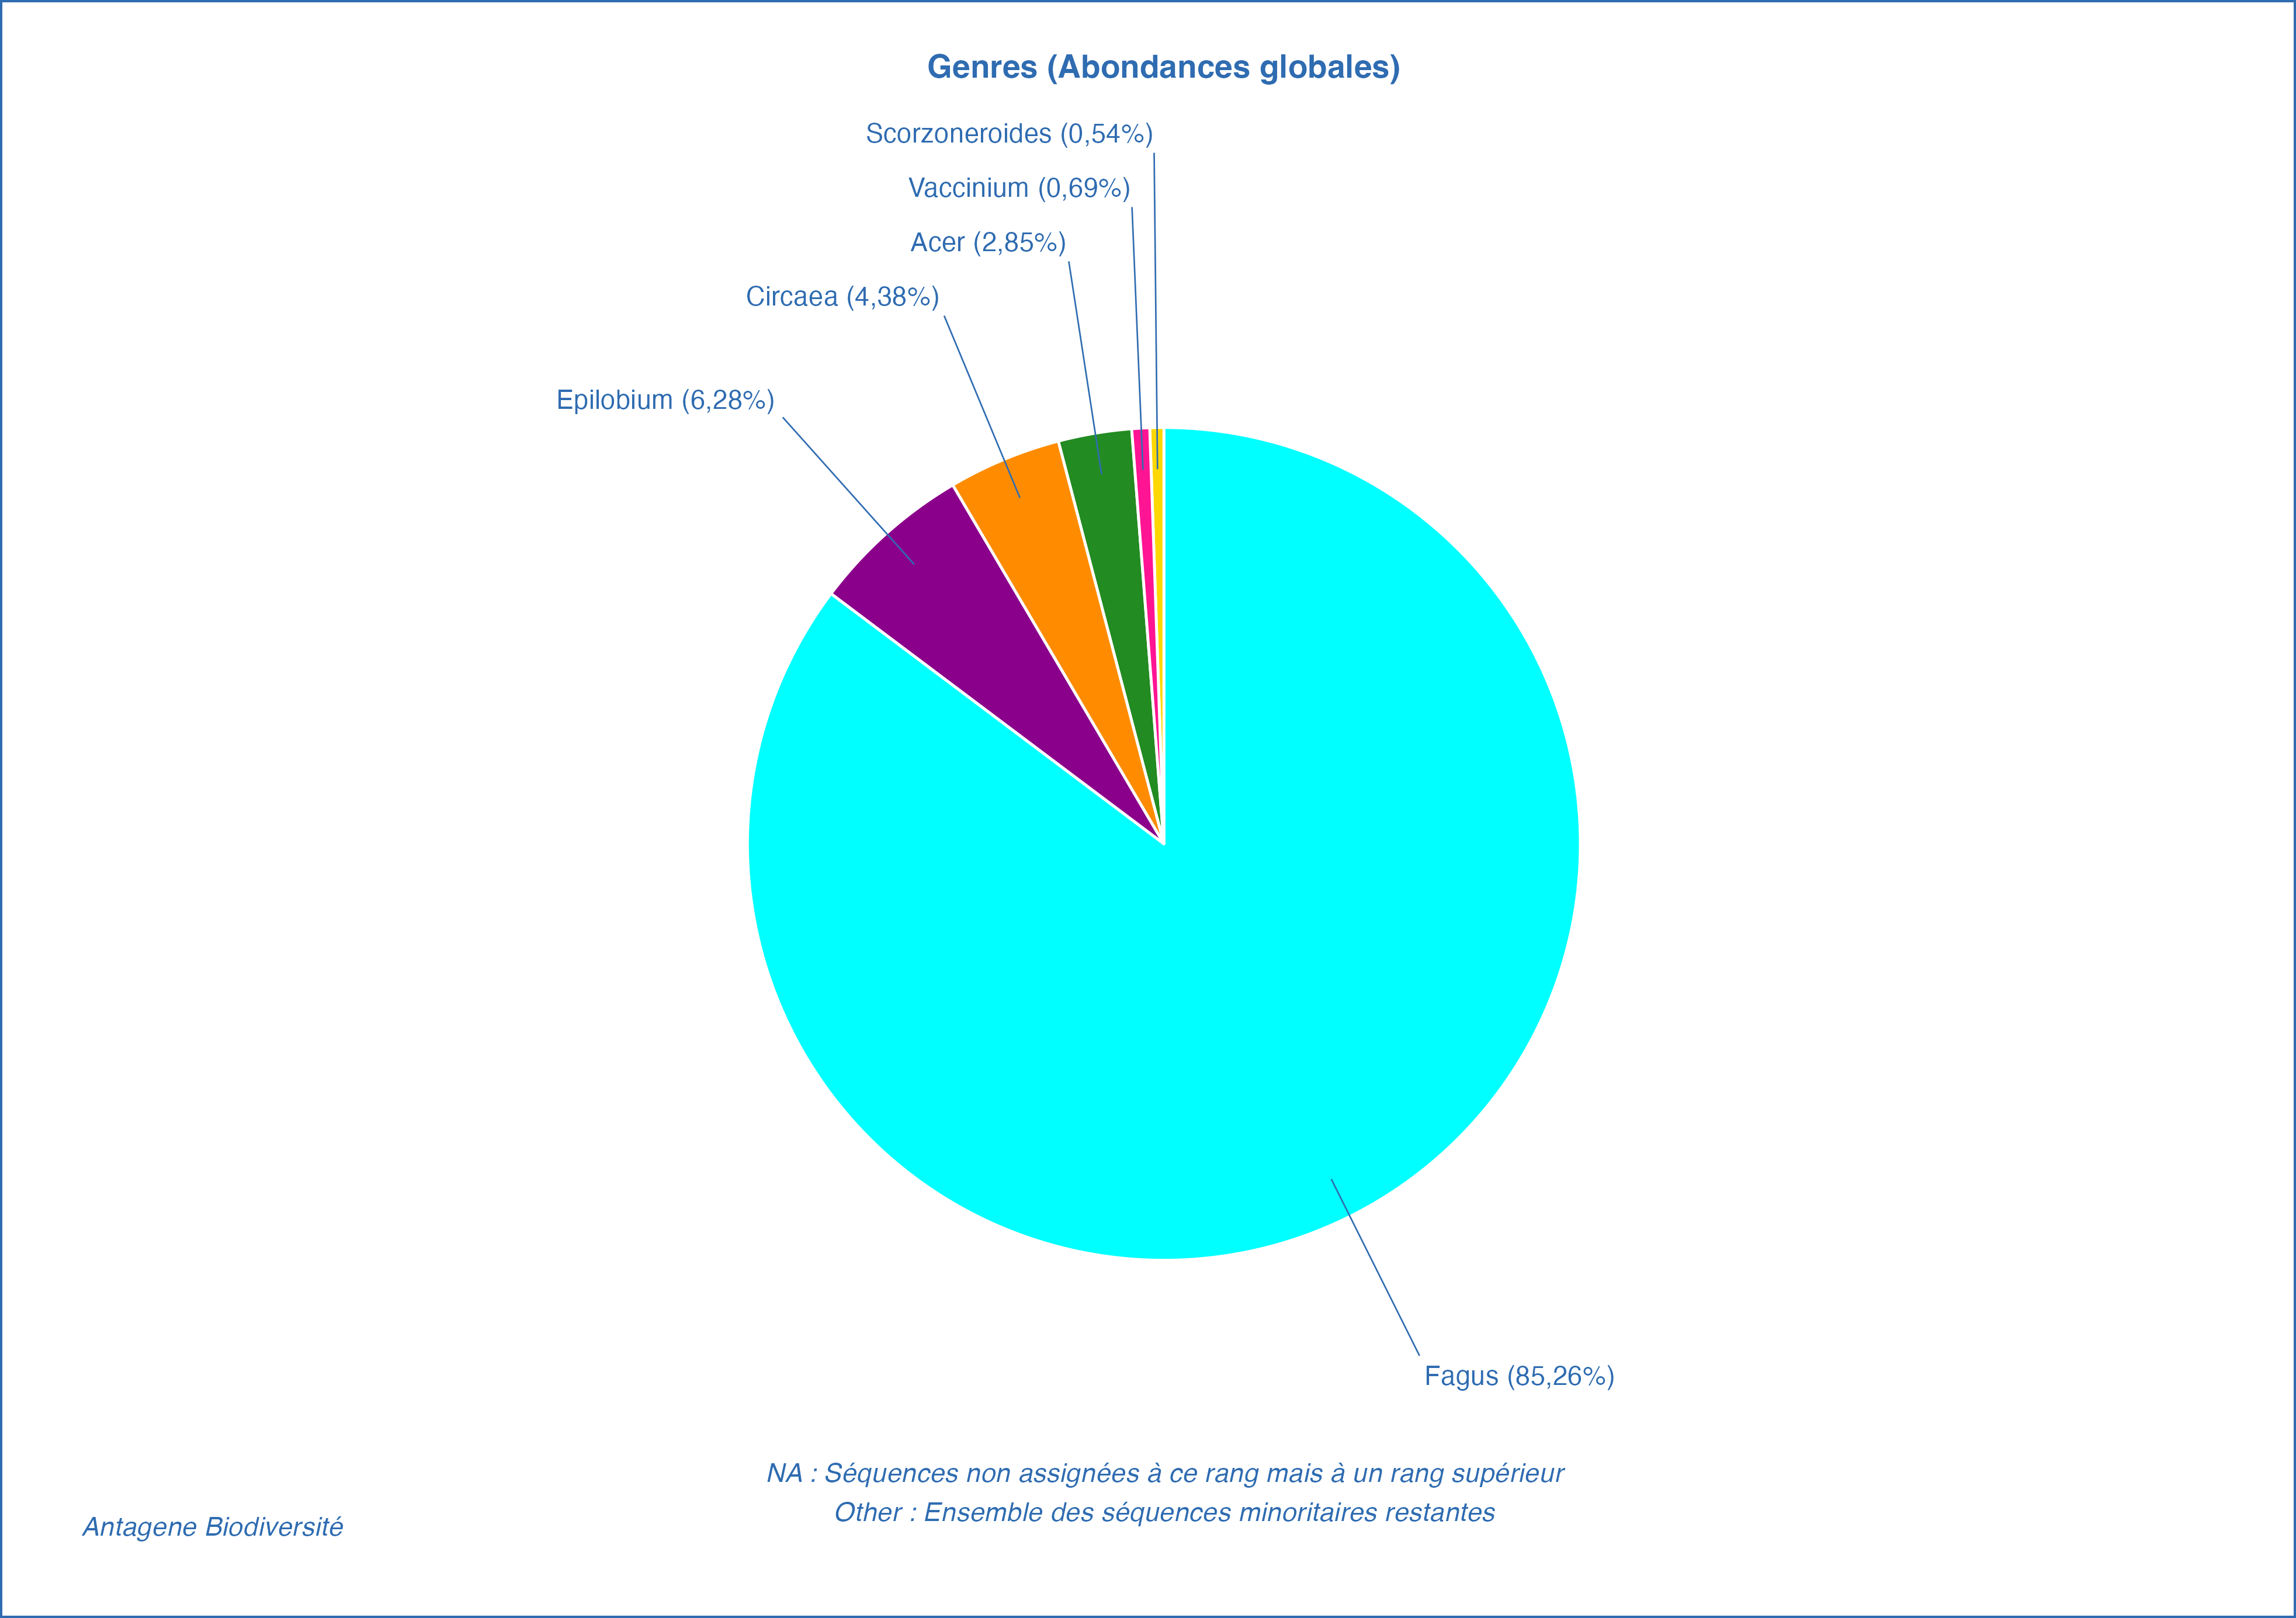 Genres (Abondances globales)
Scorzoneroides (0,54%)
Vaccinium (0,69%)
Acer (2,85%)
Circaea (4,38%)
Epilobium (6,28%)
Fagus (85,26%)
NA : Séquences non assignées à ce rang mais à un rang supérieur
Other : Ensemble des séquences minoritaires restantes
Antagene Biodiversité